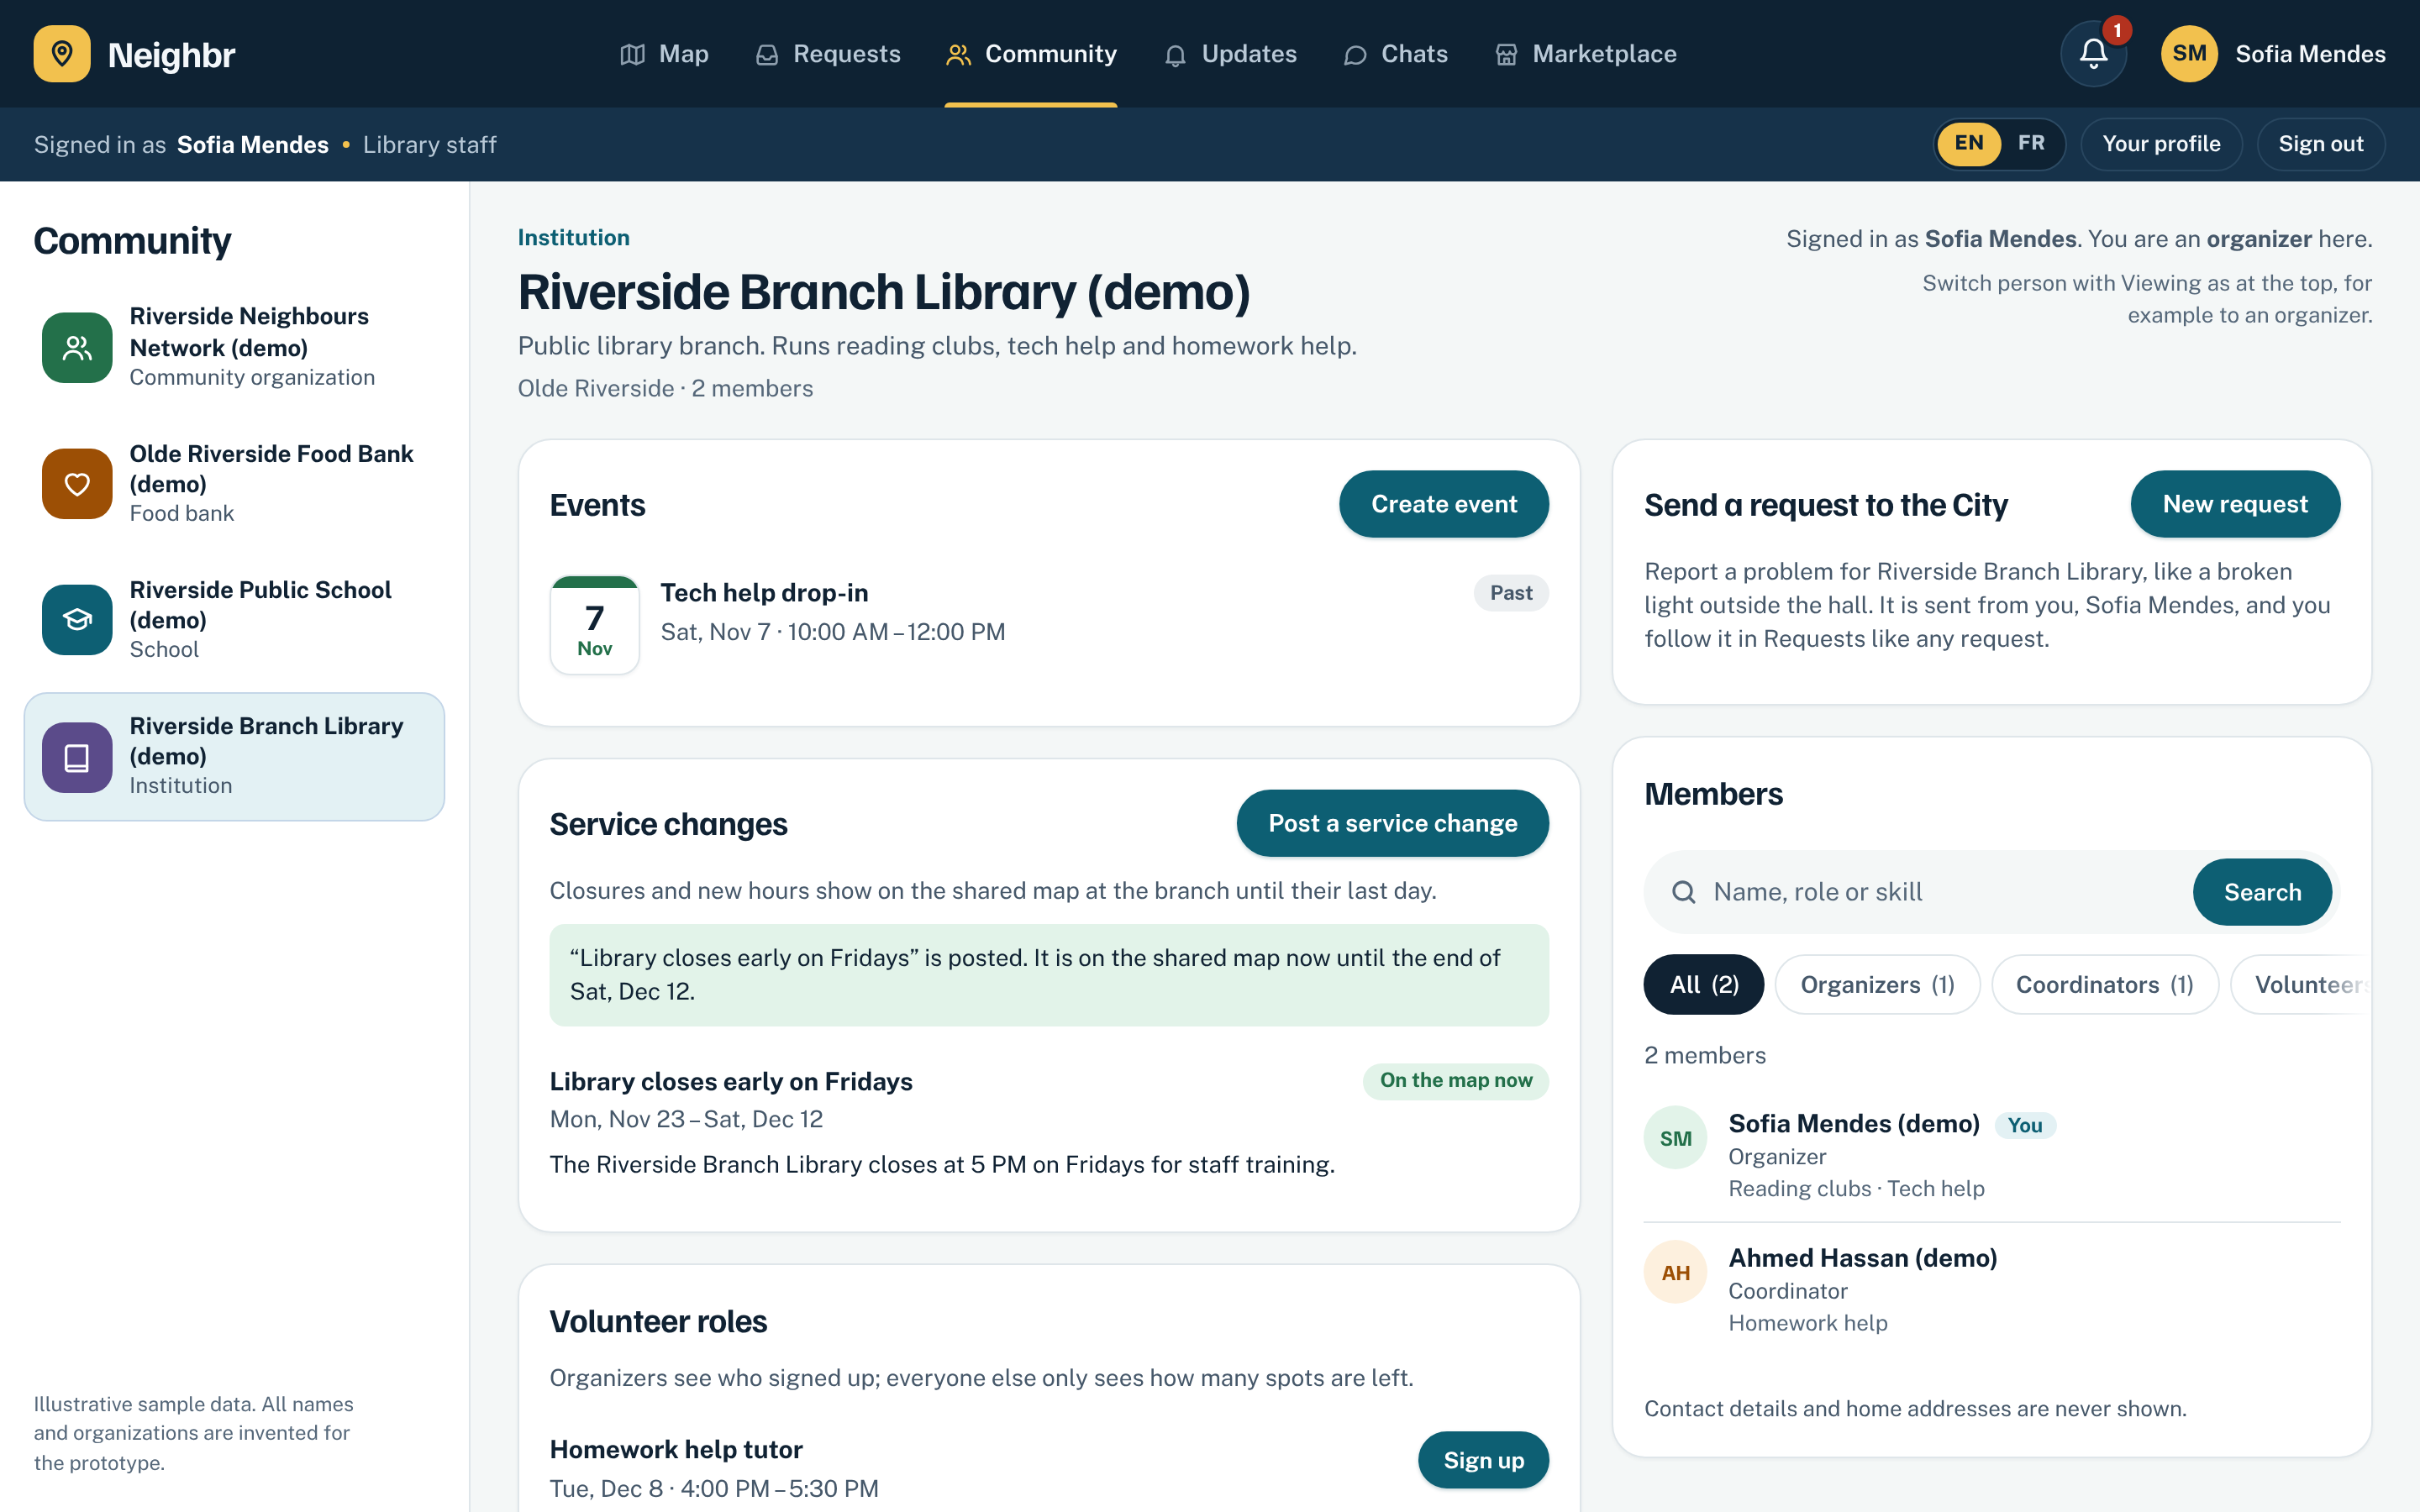 Neighbr
Map
Requests
Community
Updates
Chats
Marketplace
1
SM
Sofia Mendes
Signed in as Sofia Mendes • Library staff
EN
FR
Your profile
Sign out
Community
Riverside Neighbours
Network (demo)
Community organization
Olde Riverside Food Bank
(demo)
Food bank
Riverside Public School
(demo)
School
Riverside Branch Library
(demo)
Institution
Illustrative sample data. All names
and organizations are invented for
the prototype.
Institution
Riverside Branch Library (demo)
Public library branch. Runs reading clubs, tech help and homework help.
Olde Riverside · 2 members
Signed in as Sofia Mendes. You are an organizer here.
Switch person with Viewing as at the top, for
example to an organizer.
Events
Create event
7
Nov
Tech help drop-in
Sat, Nov 7 · 10:00 AM – 12:00 PM
Past
Service changes
Post a service change
Closures and new hours show on the shared map at the branch until their last day.
“Library closes early on Fridays” is posted. It is on the shared map now until the end of
Sat, Dec 12.
Library closes early on Fridays
On the map now
Mon, Nov 23 – Sat, Dec 12
The Riverside Branch Library closes at 5 PM on Fridays for staff training.
Volunteer roles
Organizers see who signed up; everyone else only sees how many spots are left.
Homework help tutor
Tue, Dec 8 · 4:00 PM – 5:30 PM
Sign up
Send a request to the City
New request
Report a problem for Riverside Branch Library, like a broken
light outside the hall. It is sent from you, Sofia Mendes, and you
follow it in Requests like any request.
Members
Name, role or skill
Search
All (2)
Organizers (1)
Coordinators (1)
Volunteers
2 members
SM
Sofia Mendes (demo)
You
Organizer
Reading clubs · Tech help
AH
Ahmed Hassan (demo)
Coordinator
Homework help
Contact details and home addresses are never shown.